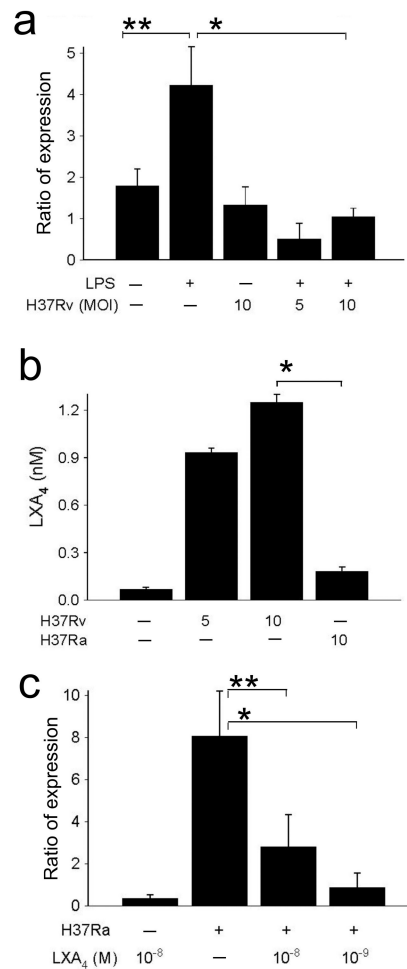 a
** *
5
4
3
2
1
0
Ratio of expression
LPS — + — + +
H37Rv (MOI) — — 10 5 10
b
*
1.2
0.9
0.6
0.3
0.0
LXA4 (nM)
H37Rv — 5 10 —
H37Ra — — — 10
c
**
*
10
8
6
4
2
0
Ratio of expression
H37Ra — + + +
LXA4 (M) 10-8 — 10-8 10-9